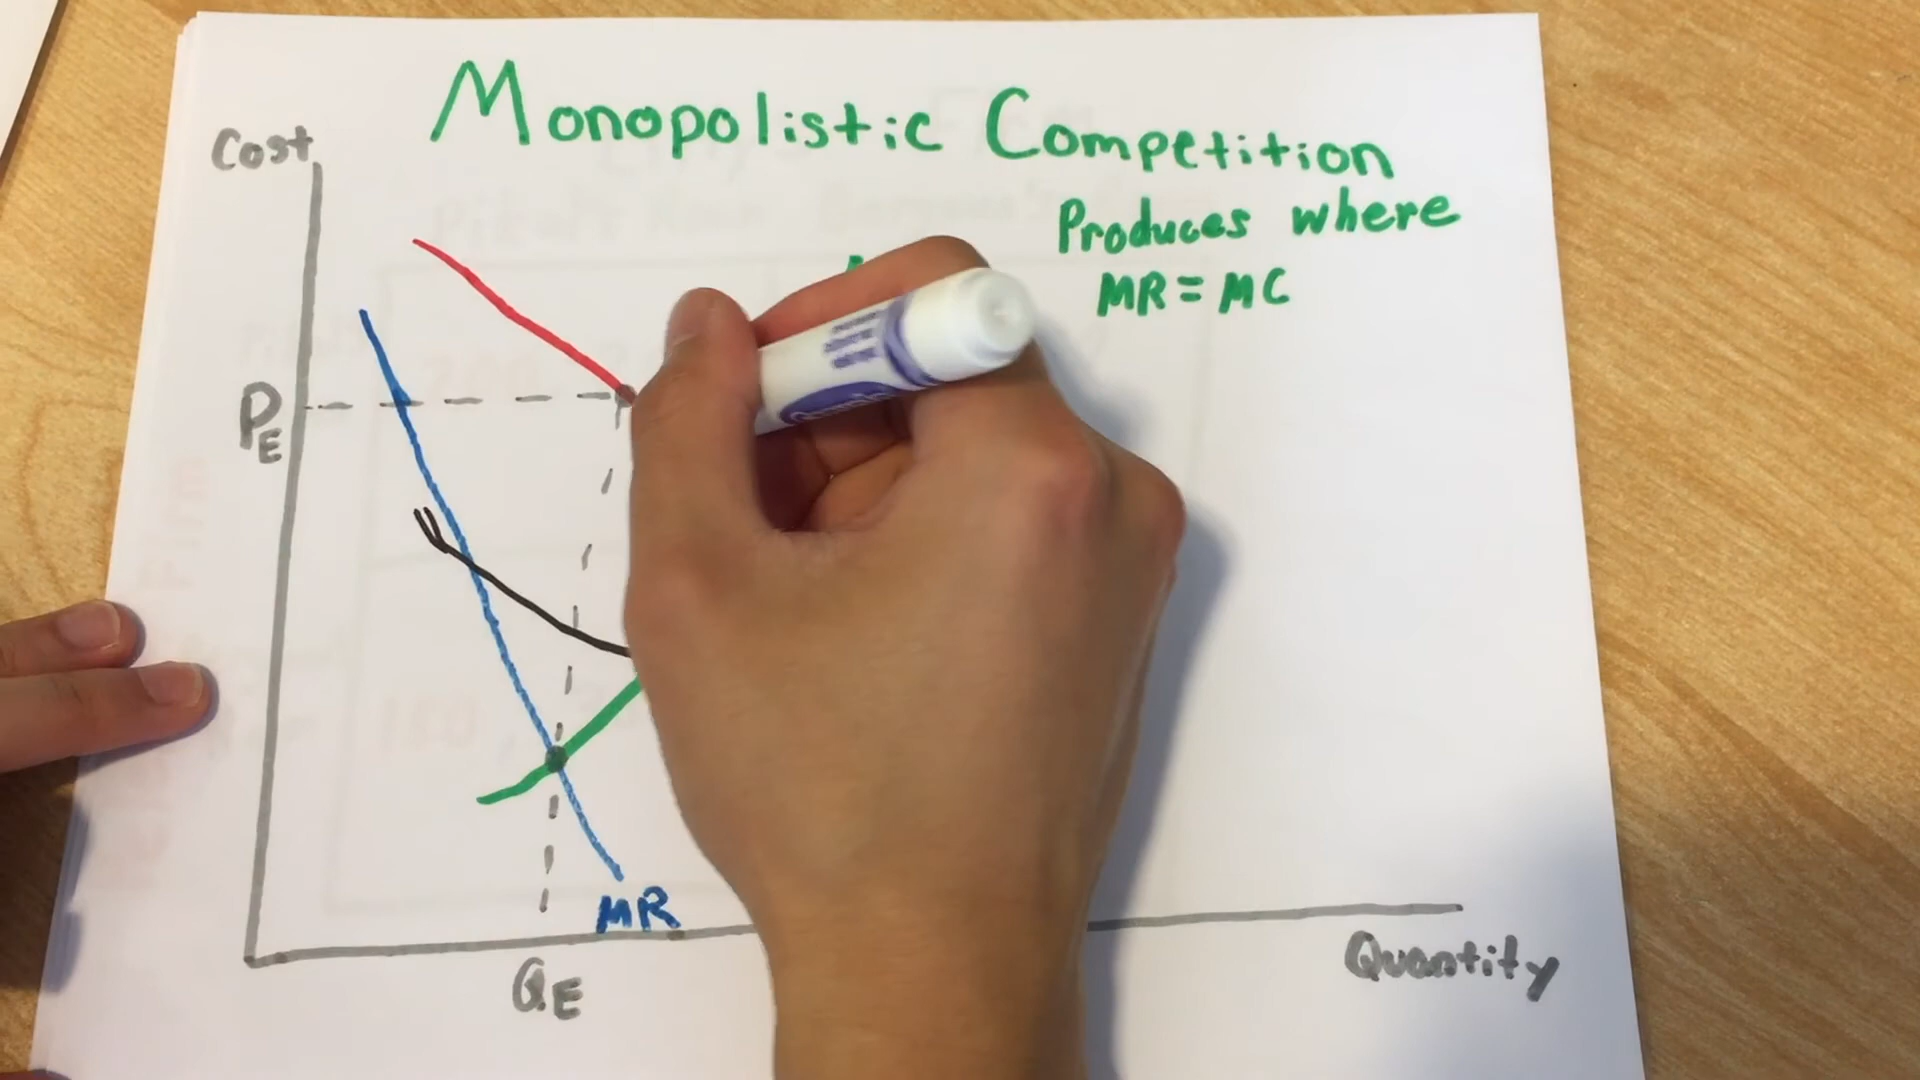 Monopolistic Competition
Cost
Produces where
MR = MC
PE
MR
QE
Quantity